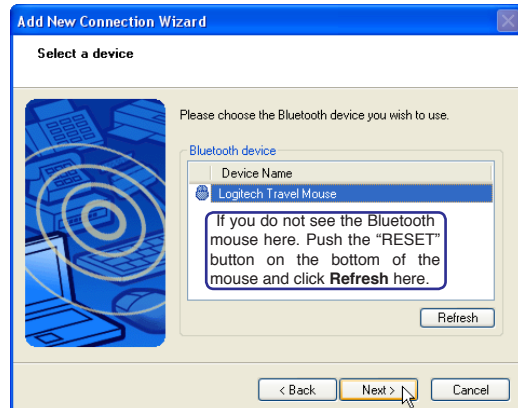 Add New Connection Wizard
Select a device
Please choose the Bluetooth device you wish to use.
Bluetooth device
Device Name
Logitech Travel Mouse
If you do not see the Bluetooth
mouse here. Push the “RESET”
button on the bottom of the
mouse and click Refresh here.
Refresh
< Back Next > Cancel